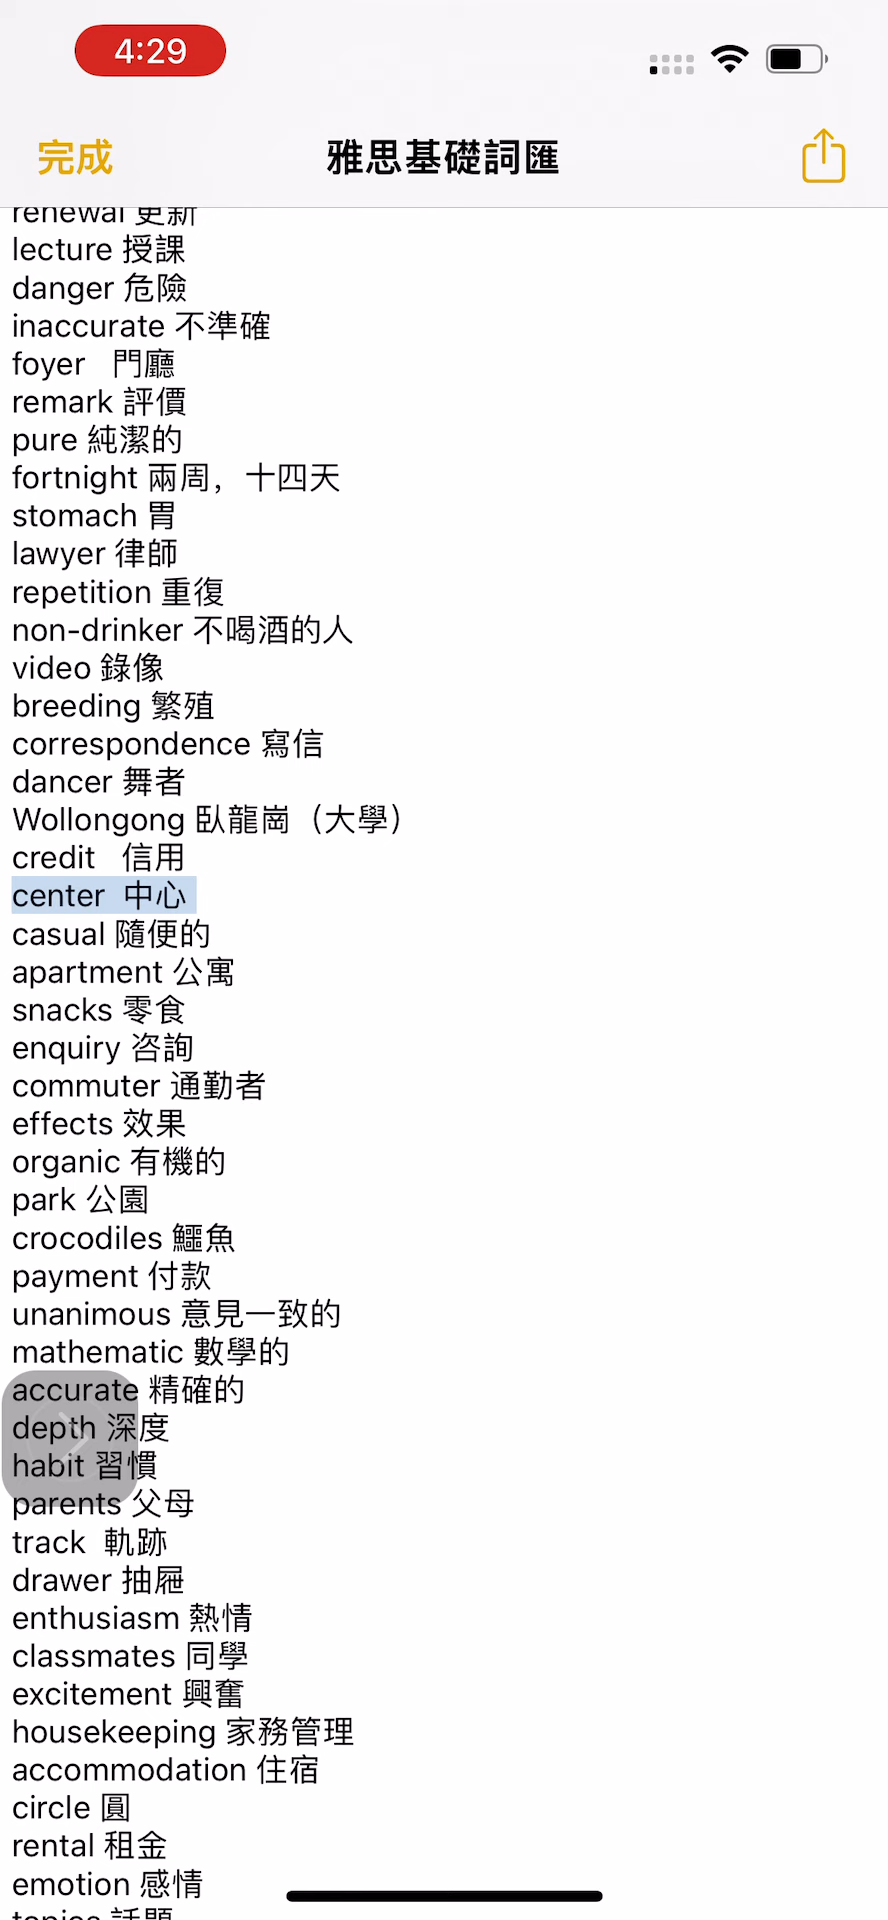 4:29
完成
雅思基礎詞匯
renewal 更新
lecture 授課
danger 危險
inaccurate 不準確
foyer 門廳
remark 評價
pure 純潔的
fortnight 兩周，十四天
stomach 胃
lawyer 律師
repetition 重復
non-drinker 不喝酒的人
video 錄像
breeding 繁殖
correspondence 寫信
dancer 舞者
Wollongong 臥龍崗（大學）
credit 信用
center 中心
casual 隨便的
apartment 公寓
snacks 零食
enquiry 咨詢
commuter 通勤者
effects 效果
organic 有機的
park 公園
crocodiles 鱷魚
payment 付款
unanimous 意見一致的
mathematic 數學的
accurate 精確的
depth 深度
habit 習慣
parents 父母
track 軌跡
drawer 抽屜
enthusiasm 熱情
classmates 同學
excitement 興奮
housekeeping 家務管理
accommodation 住宿
circle 圓
rental 租金
emotion 感情
topics 話題